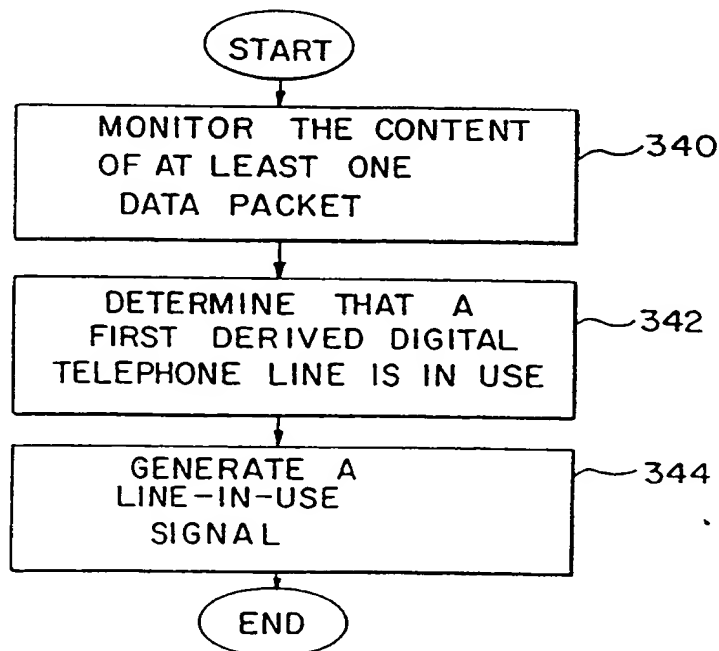 START
MONITOR THE CONTENT
OF AT LEAST ONE
DATA PACKET
340
DETERMINE THAT A
FIRST DERIVED DIGITAL
TELEPHONE LINE IS IN USE
342
GENERATE A
LINE-IN-USE
SIGNAL
344
END